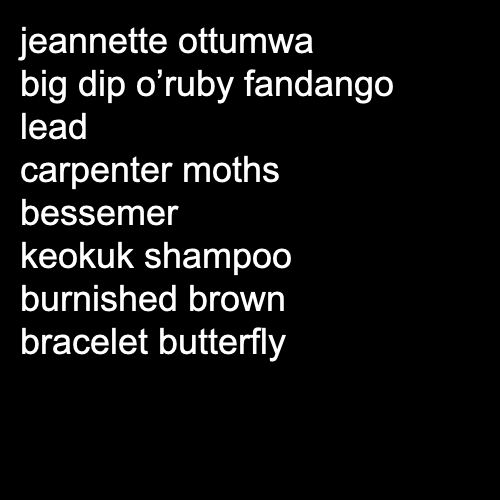 jeannette ottumwa
big dip o’ruby fandango
lead
carpenter moths
bessemer
keokuk shampoo
burnished brown
bracelet butterfly